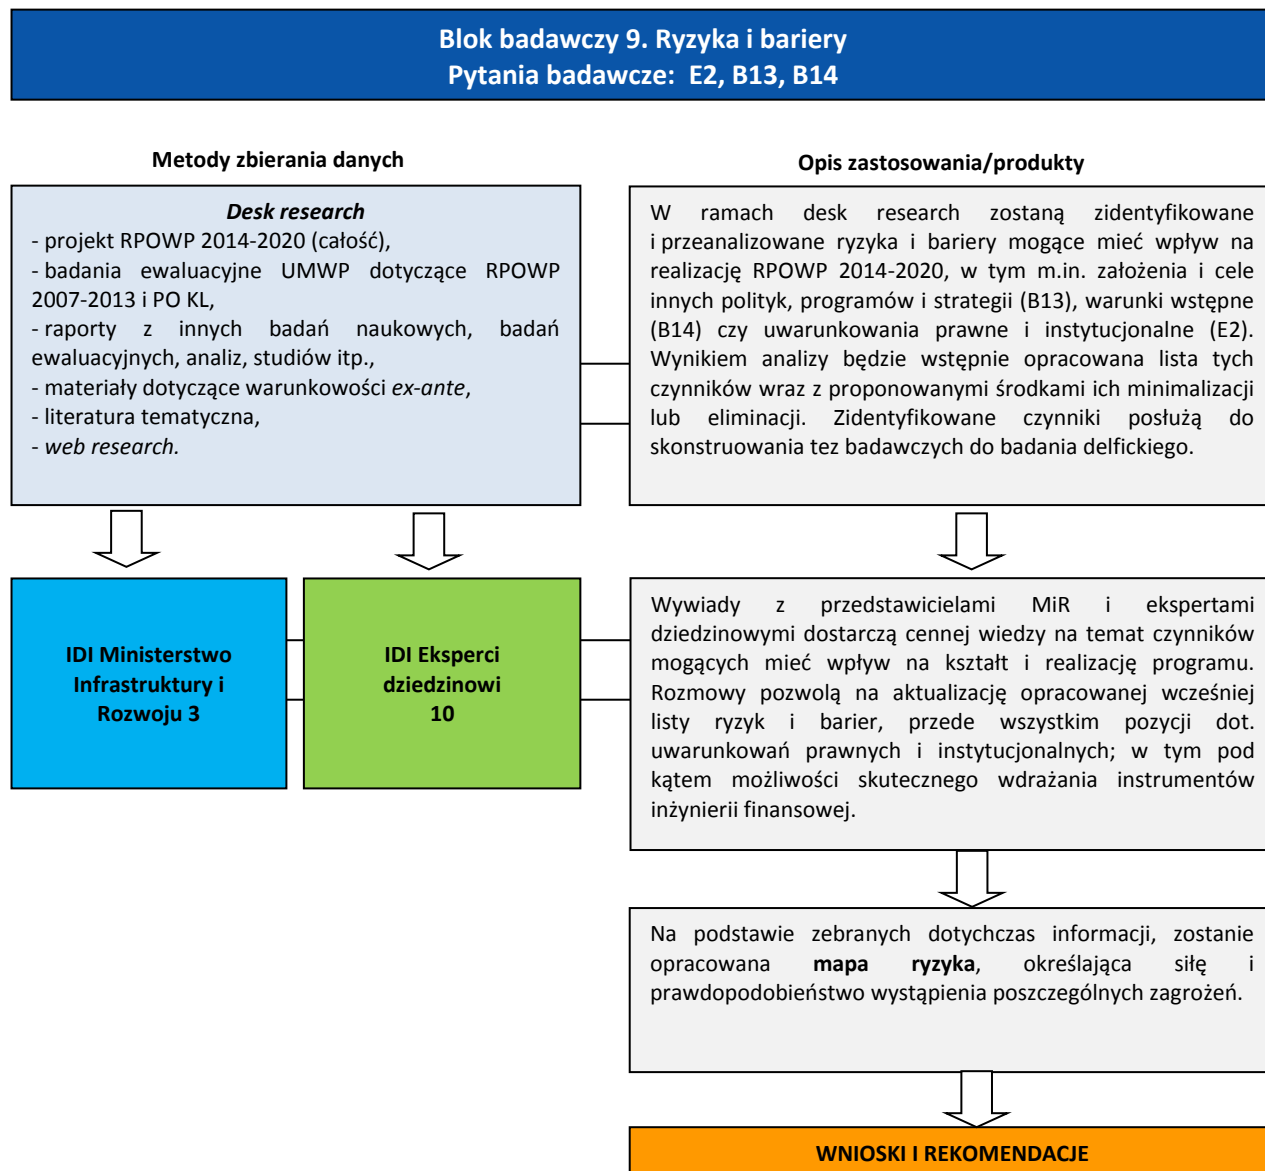 Blok badawczy 9. Ryzyka i bariery
Pytania badawcze: E2, B13, B14
Metody zbierania danych
Opis zastosowania/produkty
Desk research
- projekt RPOWP 2014-2020 (całość),
- badania ewaluacyjne UMWP dotyczące RPOWP
2007-2013 i PO KL,
- raporty z innych badań naukowych, badań
ewaluacyjnych, analiz, studiów itp.,
- materiały dotyczące warunkowości ex-ante,
- literatura tematyczna,
- web research.
W ramach desk research zostaną zidentyfikowane
i przeanalizowane ryzyka i bariery mogące mieć wpływ na
realizację RPOWP 2014-2020, w tym m.in. założenia i cele
innych polityk, programów i strategii (B13), warunki wstępne
(B14) czy uwarunkowania prawne i instytucjonalne (E2).
Wynikiem analizy będzie wstępnie opracowana lista tych
czynników wraz z proponowanymi środkami ich minimalizacji
lub eliminacji. Zidentyfikowane czynniki posłużą do
skonstruowania tez badawczych do badania delfickiego.
IDI Ministerstwo
Infrastruktury i
Rozwoju 3
IDI Eksperci
dziedzinowi
10
Wywiady z przedstawicielami MiR i ekspertami
dziedzinowymi dostarczą cennej wiedzy na temat czynników
mogących mieć wpływ na kształt i realizację programu.
Rozmowy pozwolą na aktualizację opracowanej wcześniej
listy ryzyk i barier, przede wszystkim pozycji dot.
uwarunkowań prawnych i instytucjonalnych; w tym pod
kątem możliwości skutecznego wdrażania instrumentów
inżynierii finansowej.
Na podstawie zebranych dotychczas informacji, zostanie
opracowana mapa ryzyka, określająca siłę i
prawdopodobieństwo wystąpienia poszczególnych zagrożeń.
WNIOSKI I REKOMENDACJE